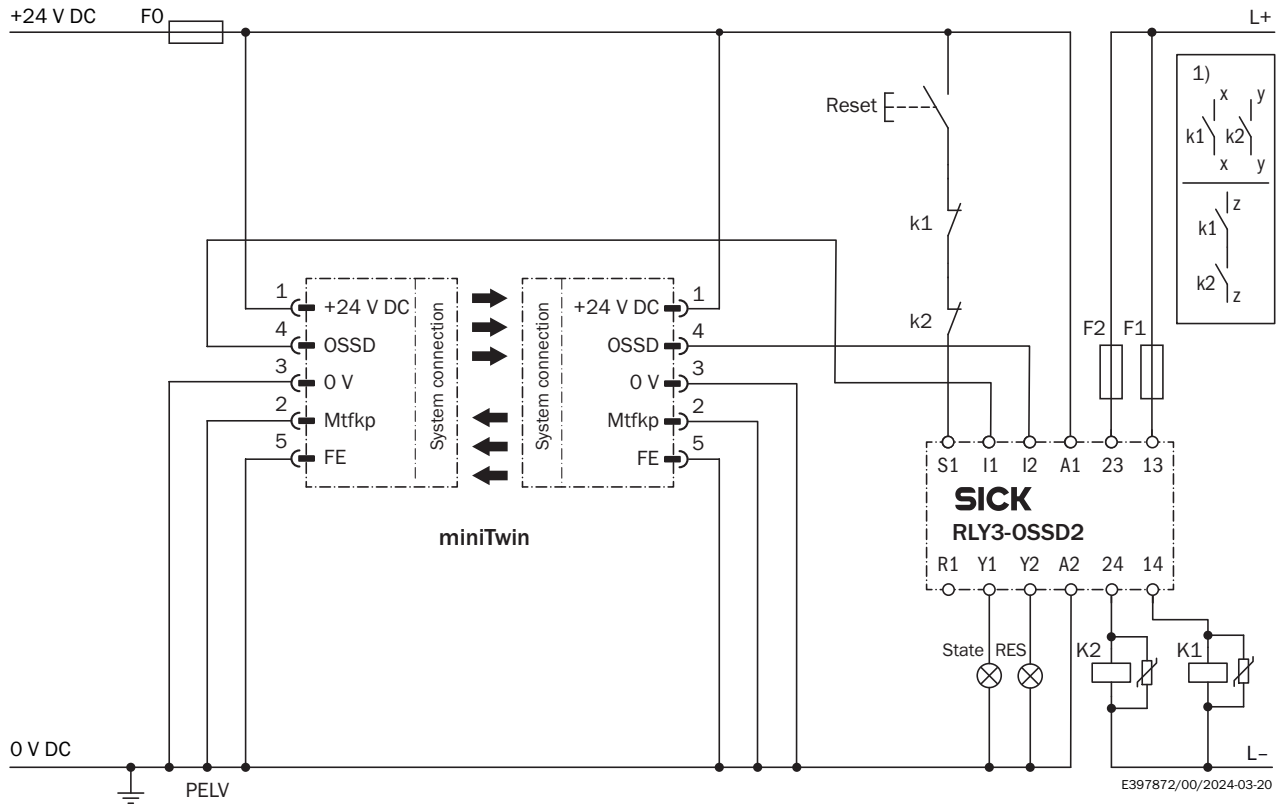 +24 V DC
F0
L+
1)
x
y
k1
k2
x
y
z
k1
k2
z
Reset
k1
k2
F2
F1
1
+24 V DC
4
OSSD
3
0 V
2
Mtfkp
5
FE
System connection
System connection
+24 V DC
1
OSSD
4
0 V
3
Mtfkp
2
FE
5
miniTwin
S1
I1
I2
A1
23
13
SICK
RLY3-OSSD2
R1
Y1
Y2
A2
24
14
State
RES
K2
K1
0 V DC
L–
PELV
E397872/00/2024-03-20